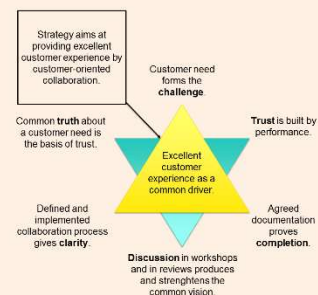 Strategy aims at
providing excellent
customer experience by
customer-oriented
collaboration.
Customer need
forms the
challenge.
Common truth about
a customer need is
the basis of trust.
Trust is built by
performance.
Excellent
customer
experience as a
common driver.
Defined and
implemented
collaboration process
gives clarity.
Agreed
documentation
proves
completion.
Discussion in workshops
and in reviews produces
and strenghtens the
common vision.